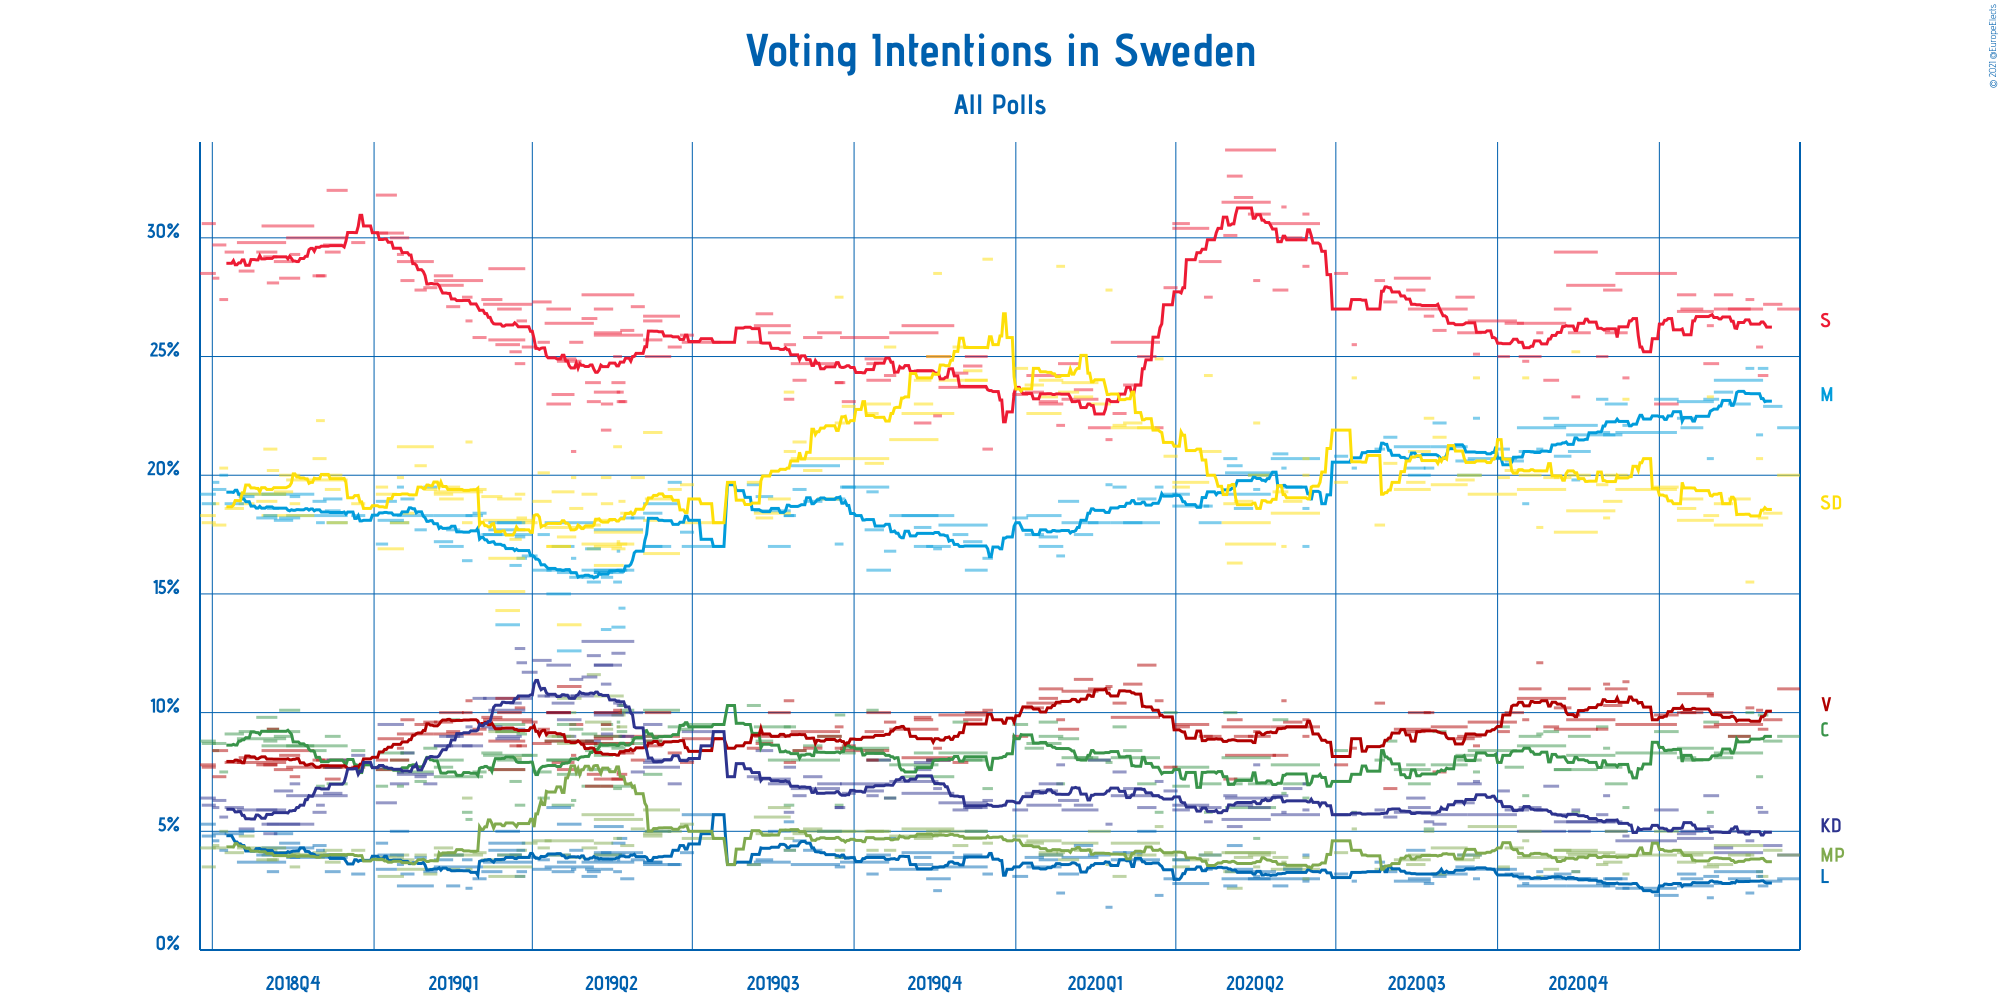 Voting Intentions in Sweden
All Polls
© 2021 @EuropeElects
30%
25%
20%
15%
10%
5%
0%
S
M
SD
V
C
KD
MP
L
2018Q4 2019Q1 2019Q2 2019Q3 2019Q4 2020Q1 2020Q2 2020Q3 2020Q4